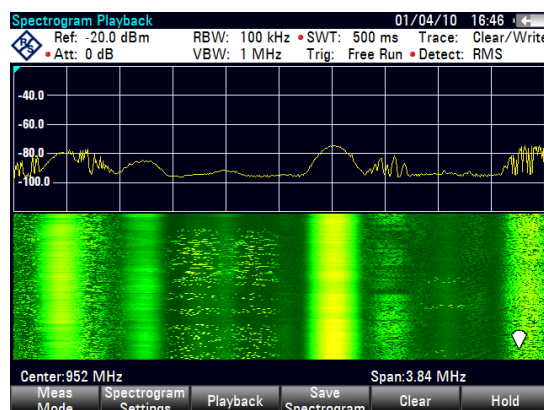 Spectrogram Playback 01/04/10 16:46
Ref: -20.0 dBm RBW: 100 kHz SWT: 500 ms Trace: Clear/Write
Att: 0 dB VBW: 1 MHz Trig: Free Run Detect: RMS
-40.0
-60.0
-80.0
-100.0
Center:952 MHz Span:3.84 MHz
Meas Spectrogram Playback Save Clear Hold
Mode Settings Spectrogram